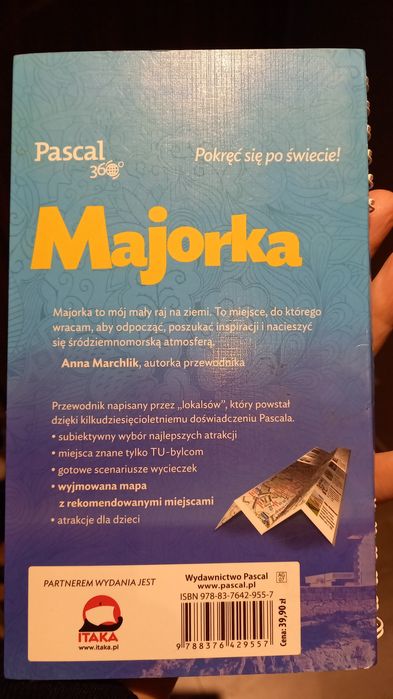 Pascal
360°
Pokręć się po świecie!
Majorka
Majorka to mój mały raj na ziemi. To miejsce, do którego
wracam, aby odpocząć, poszukać inspiracji i nacieszyć
się śródziemnomorską atmosferą.
Anna Marchlik, autorka przewodnika
Przewodnik napisany przez „lokalsów”, który powstał
dzięki kilkudziesięcioletniemu doświadczeniu Pascala.
• subiektywny wybór najlepszych atrakcji
• miejsca znane tylko TU-bylcom
• gotowe scenariusze wycieczek
• wyjmowana mapa
z rekomendowanymi miejscami
• atrakcje dla dzieci
PARTNEREM WYDANIA JEST
ITAKA
www.itaka.pl
Wydawnictwo Pascal
www.pascal.pl
ISBN 978-83-7642-955-7
9 788376 429557
Cena: 39,90 zł